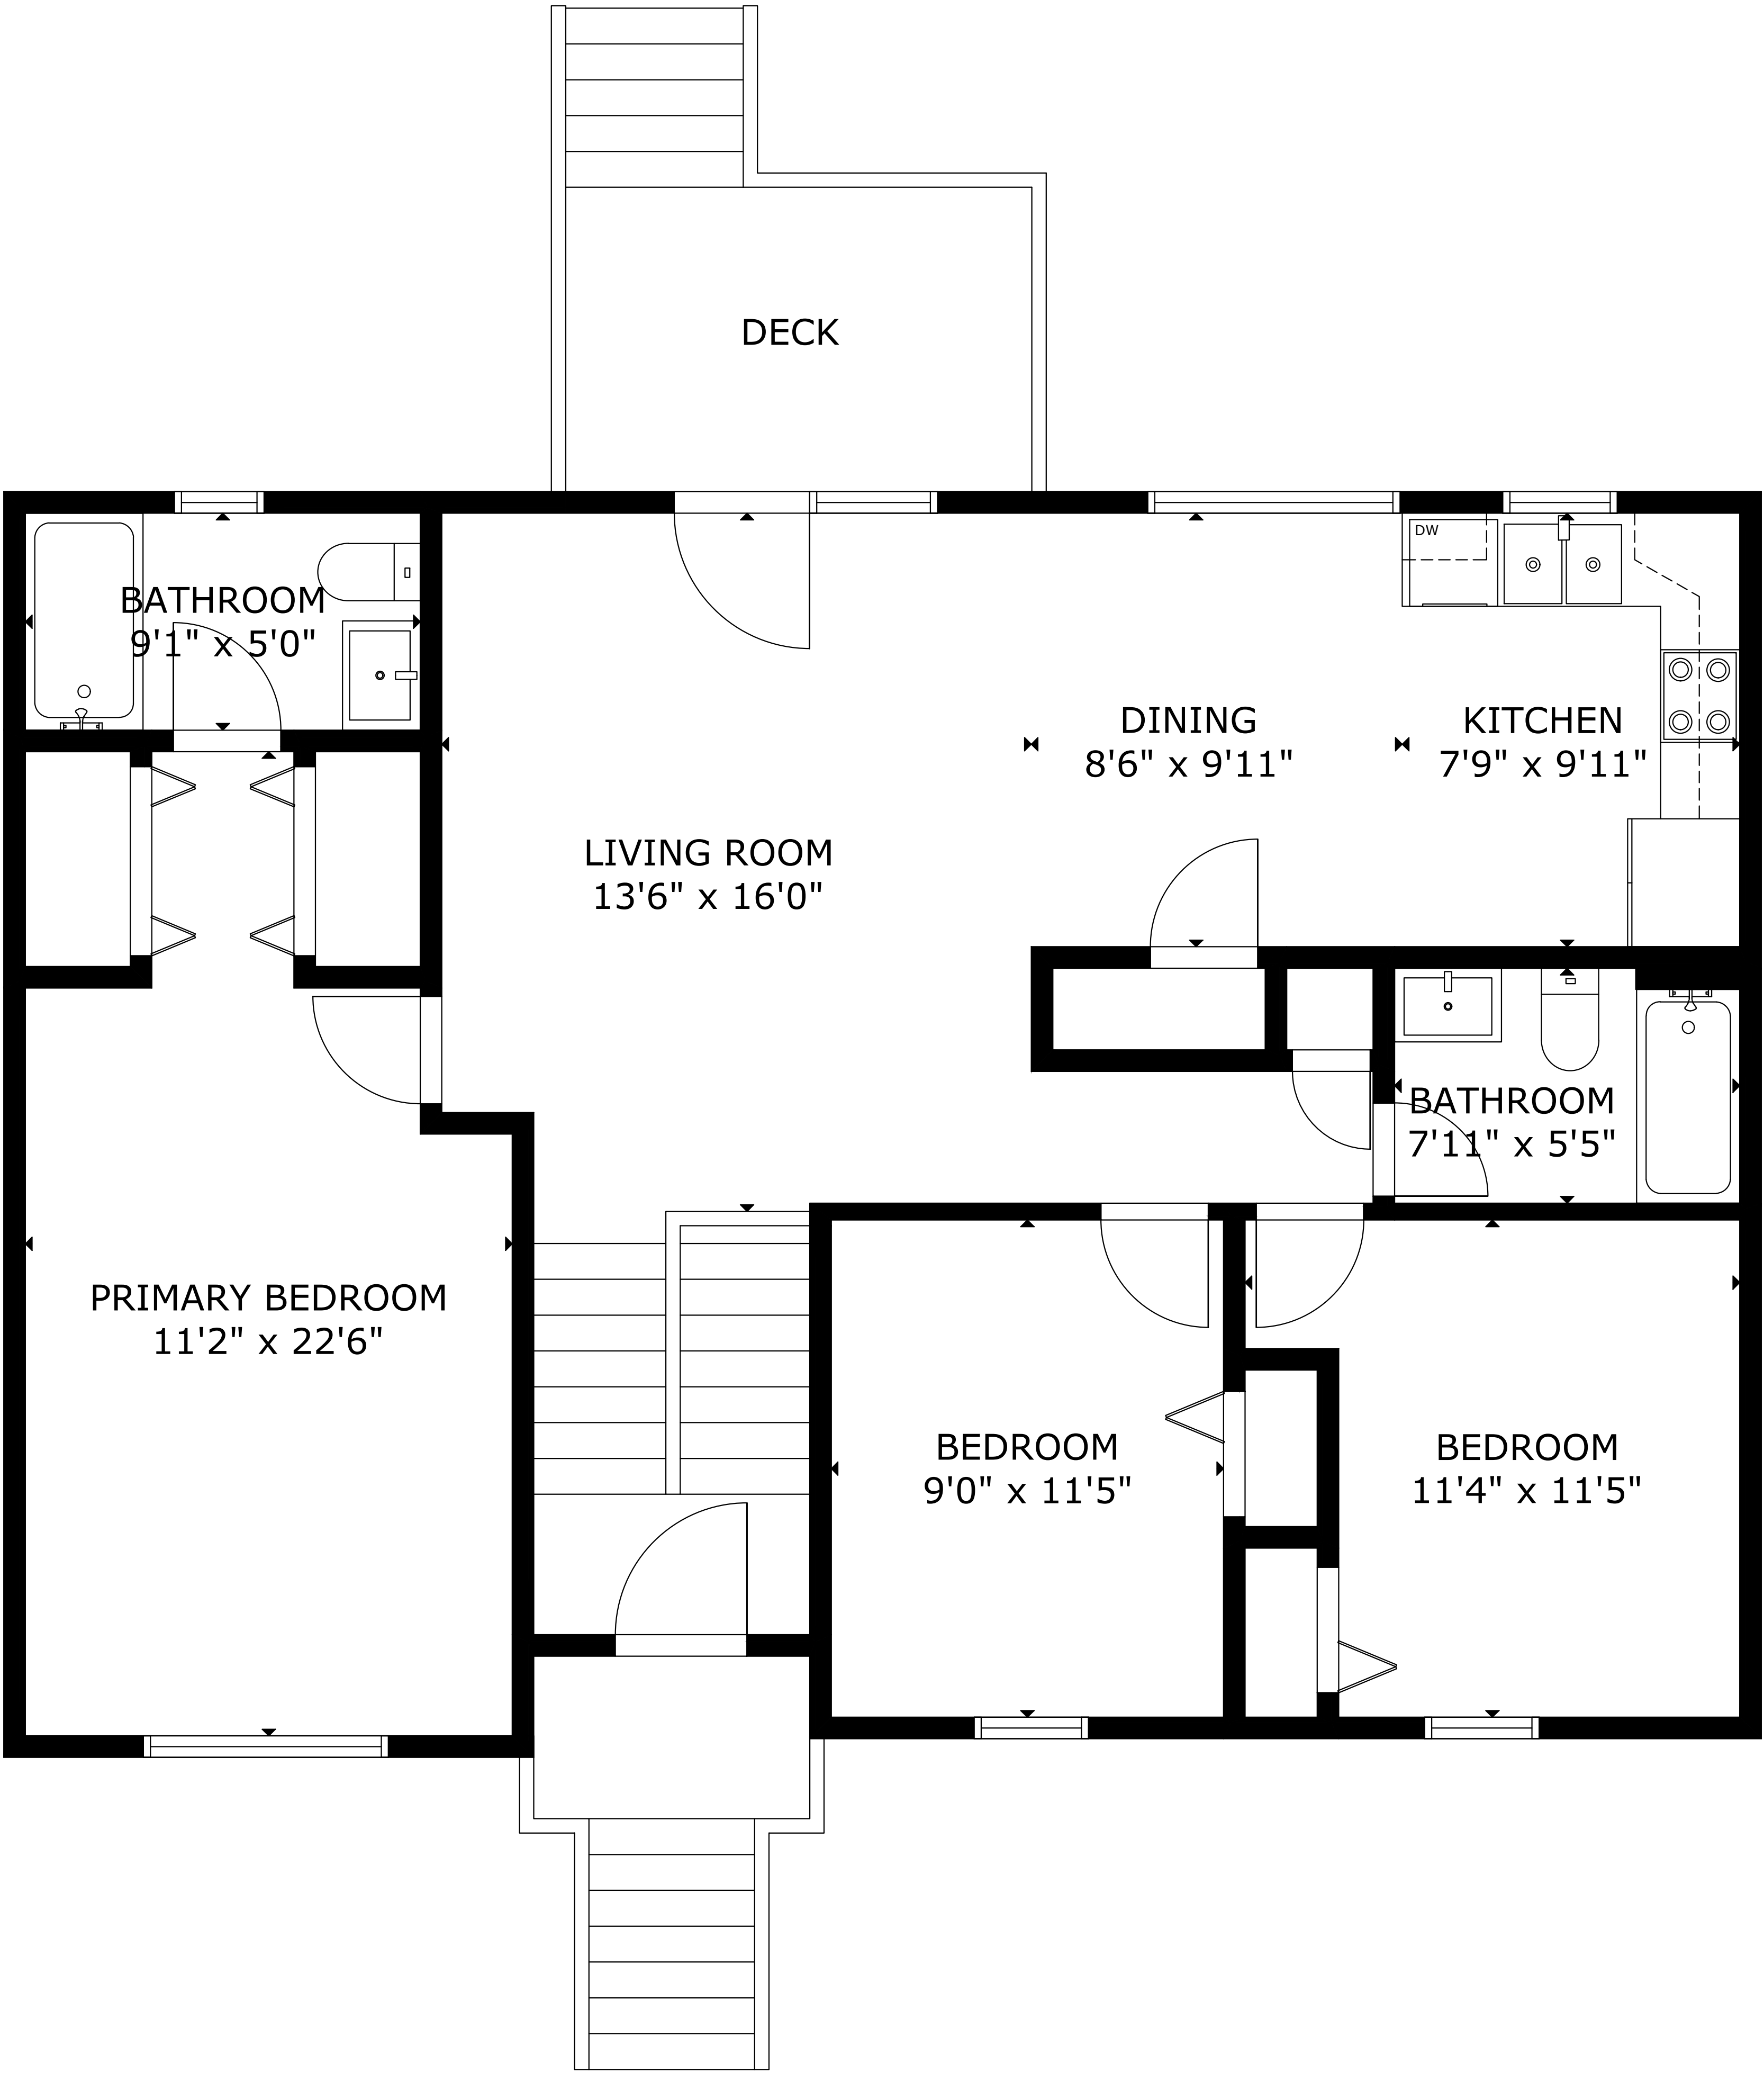 DECK
DW
BATHROOM
9'1" x 5'0"
DINING
8'6" x 9'11"
KITCHEN
7'9" x 9'11"
LIVING ROOM
13'6" x 16'0"
BATHROOM
7'11" x 5'5"
PRIMARY BEDROOM
11'2" x 22'6"
BEDROOM
9'0" x 11'5"
BEDROOM
11'4" x 11'5"